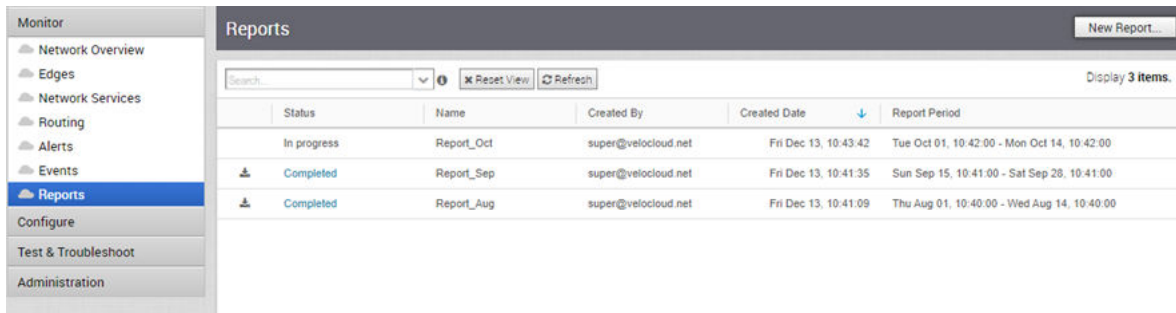 Monitor
Network Overview
Edges
Network Services
Routing
Alerts
Events
Reports
Configure
Test & Troubleshoot
Administration
Reports
New Report...
Search...
Reset View
Refresh
Display 3 items.
Status Name Created By Created Date Report Period
In progress Report_Oct super@velocloud.net Fri Dec 13, 10:43:42 Tue Oct 01, 10:42:00 - Mon Oct 14, 10:42:00
Completed Report_Sep super@velocloud.net Fri Dec 13, 10:41:35 Sun Sep 15, 10:41:00 - Sat Sep 28, 10:41:00
Completed Report_Aug super@velocloud.net Fri Dec 13, 10:41:09 Thu Aug 01, 10:40:00 - Wed Aug 14, 10:40:00